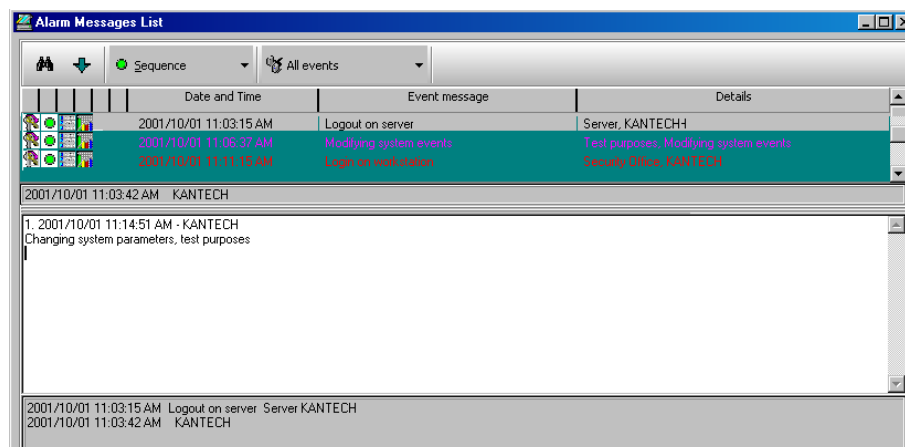 Alarm Messages List
Sequence All events
Date and Time Event message Details
2001/10/01 11:03:15 AM Logout on server Server, KANTECH
2001/10/01 11:06:37 AM Modifying system events Test purposes, Modifying system events
2001/10/01 11:11:15 AM Login on workstation Security Office, KANTECH
2001/10/01 11:03:42 AM KANTECH
1. 2001/10/01 11:14:51 AM - KANTECH
Changing system parameters, test purposes
2001/10/01 11:03:15 AM Logout on server Server KANTECH
2001/10/01 11:03:42 AM KANTECH